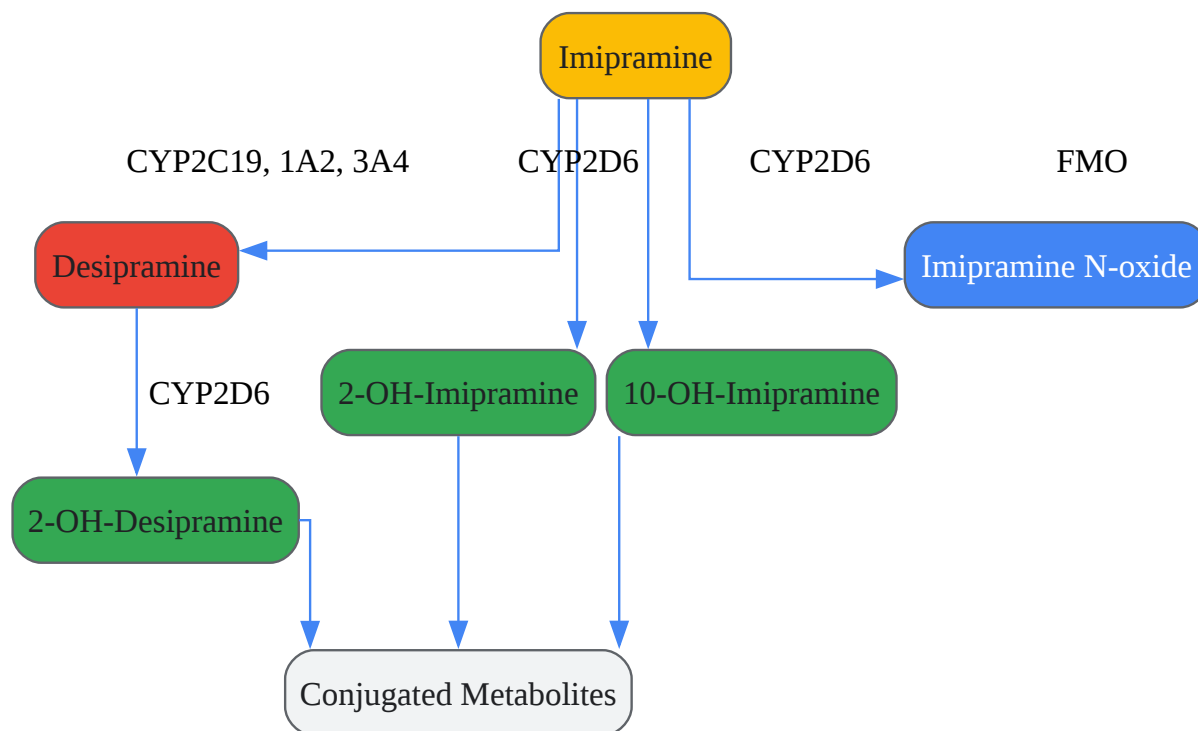 Imipramine
CYP2C19, 1A2, 3A4
CYP2D6
CYP2D6
FMO
Desipramine
Imipramine N-oxide
CYP2D6
2-OH-Imipramine
10-OH-Imipramine
2-OH-Desipramine
Conjugated Metabolites